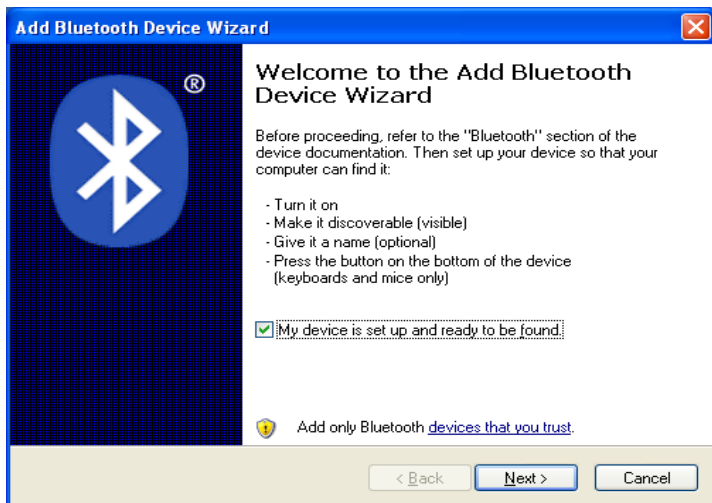 Add Bluetooth Device Wizard
®
Welcome to the Add Bluetooth
Device Wizard
Before proceeding, refer to the "Bluetooth" section of the
device documentation. Then set up your device so that your
computer can find it:
- Turn it on
- Make it discoverable (visible)
- Give it a name (optional)
- Press the button on the bottom of the device
(keyboards and mice only)
My device is set up and ready to be found.
Add only Bluetooth devices that you trust.
< Back
Next >
Cancel